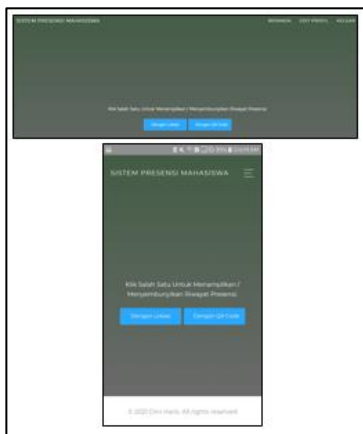 SISTEM PRESENSI MAHASISWA
BERANDA EDIT PROFIL KELUAR
Klik Salah Satu Untuk Menampilkan / Menyembunyikan Riwayat Presensi
Dengan Lokasi Dengan QR Code
SISTEM PRESENSI MAHASISWA
Klik Salah Satu Untuk Menampilkan /
Menyembunyikan Riwayat Presensi
Dengan Lokasi Dengan QR Code
All rights reserved